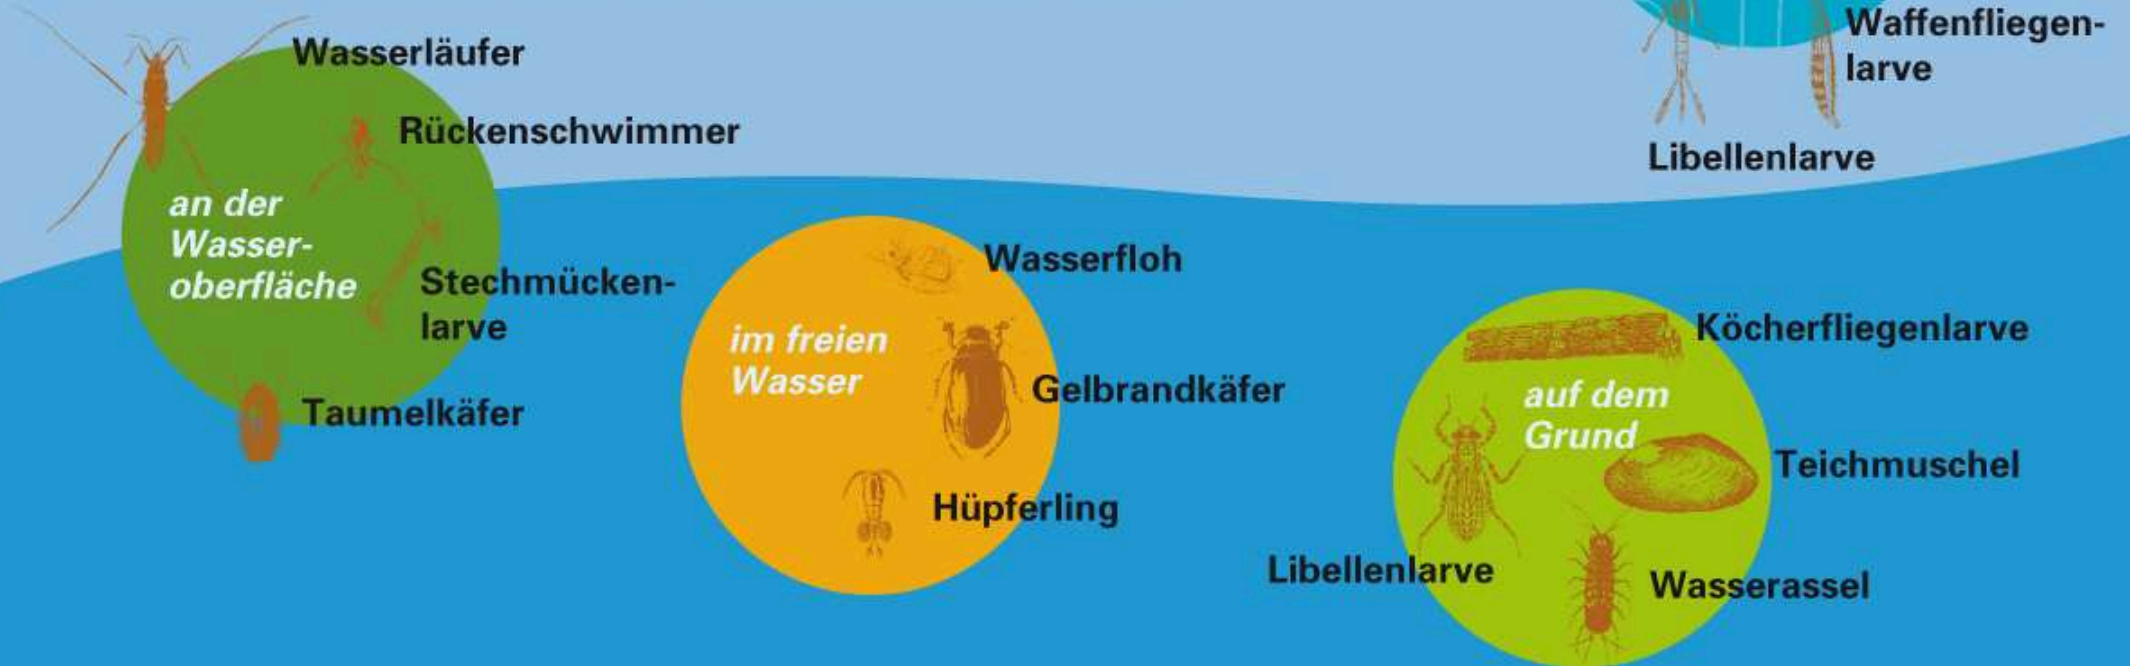 Wasserläufer
Rückenschwimmer
an der
Wasser-
oberfläche
Stechmücken-
larve
Taumelkäfer
Wasserfloh
im freien
Wasser
Gelbrandkäfer
Hüpferling
Waffenfliegen-
larve
Libellenlarve
Köcherfliegenlarve
auf dem
Grund
Teichmuschel
Libellenlarve
Wasserassel